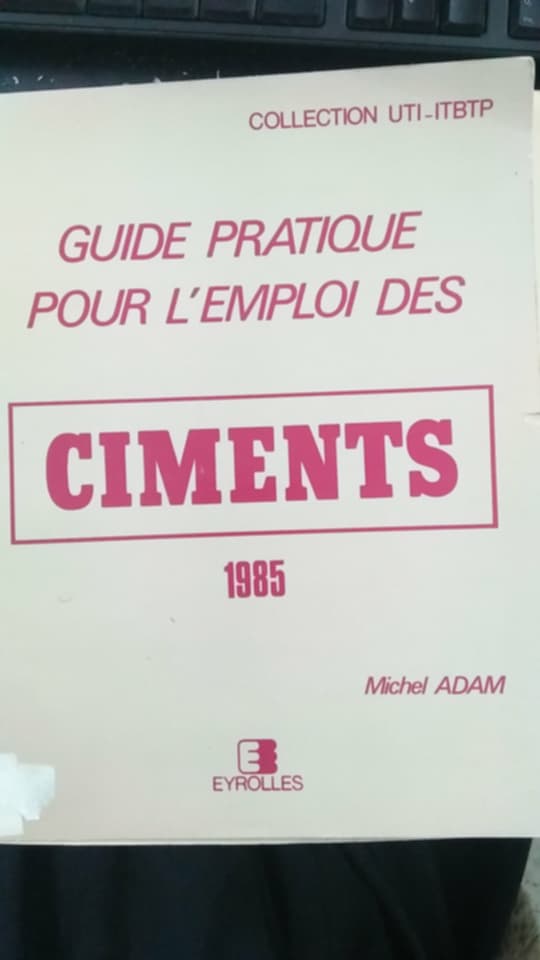 COLLECTION UTI-ITBTP
GUIDE PRATIQUE
POUR L'EMPLOI DES
CIMENTS
1985
Michel ADAM
EYROLLES